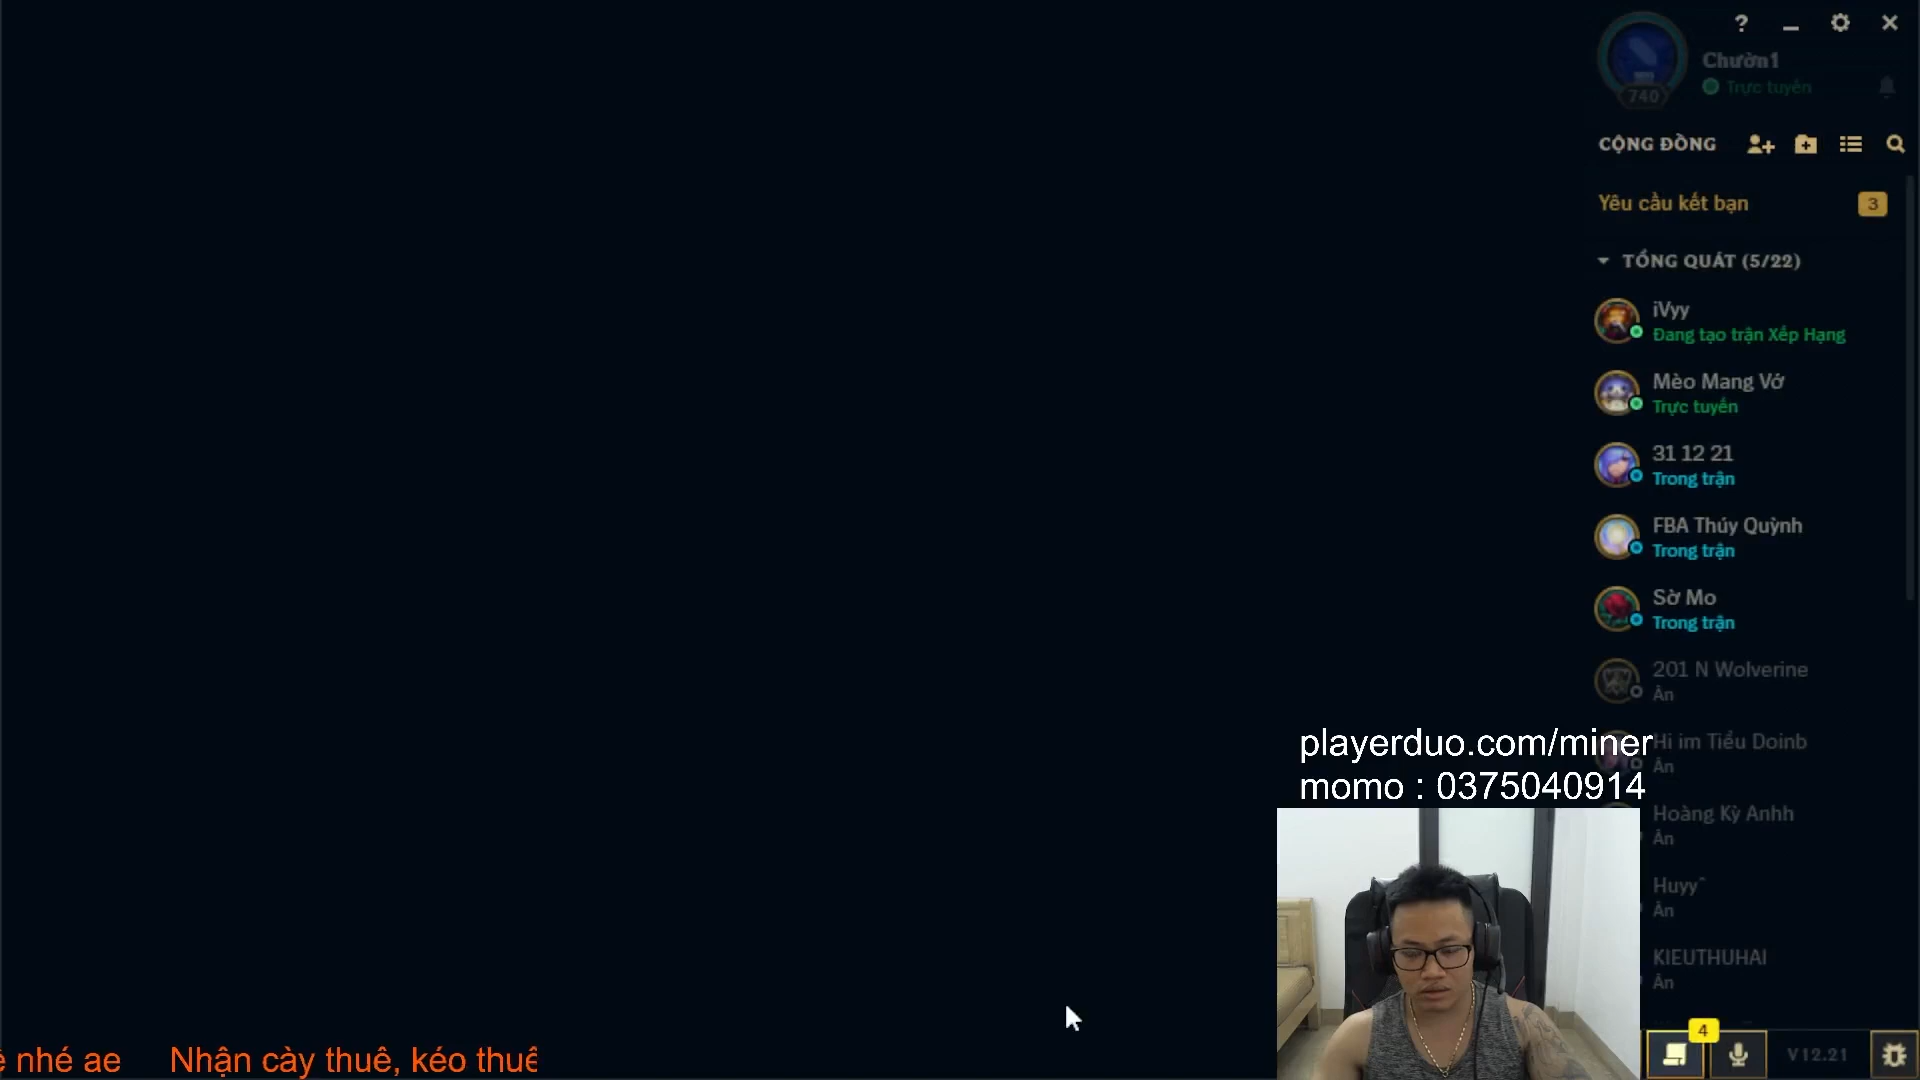 Chườn1
740
Trực tuyến
CỘNG ĐỒNG
Yêu cầu kết bạn
3
TỔNG QUÁT (5/22)
iVyy
Đang tạo trận Xếp Hạng
Mèo Mang Vớ
Trực tuyến
31 12 21
Trong trận
FBA Thúy Quỳnh
Trong trận
Sờ Mo
Trong trận
201 N Wolverine
Ẩn
playerduo.com/miner
Hi im Tiểu Doinb
Ẩn
momo : 0375040914
Hoàng Kỳ Anhh
Ẩn
Huyy~
Ẩn
KIEUTHUHAI
Ẩn
4
V12.21
nhé ae Nhận cày thuê, kéo thuê